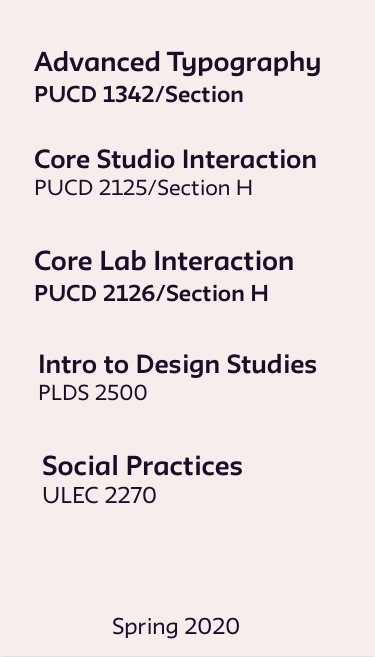 Advanced Typography
PUCD 1342/Section
Core Studio Interaction
PUCD 2125/Section H
Core Lab Interaction
PUCD 2126/Section H
Intro to Design Studies
PLDS 2500
Social Practices
ULEC 2270
Spring 2020